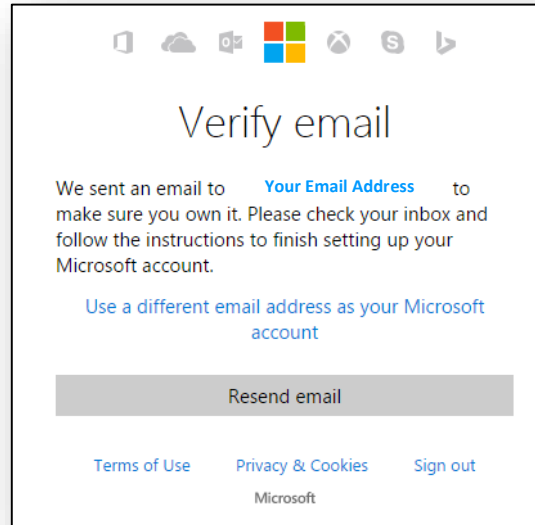 Verify email
We sent an email to Your Email Address to
make sure you own it. Please check your inbox and
follow the instructions to finish setting up your
Microsoft account.
Use a different email address as your Microsoft
account
Resend email
Terms of Use Privacy & Cookies Sign out
Microsoft